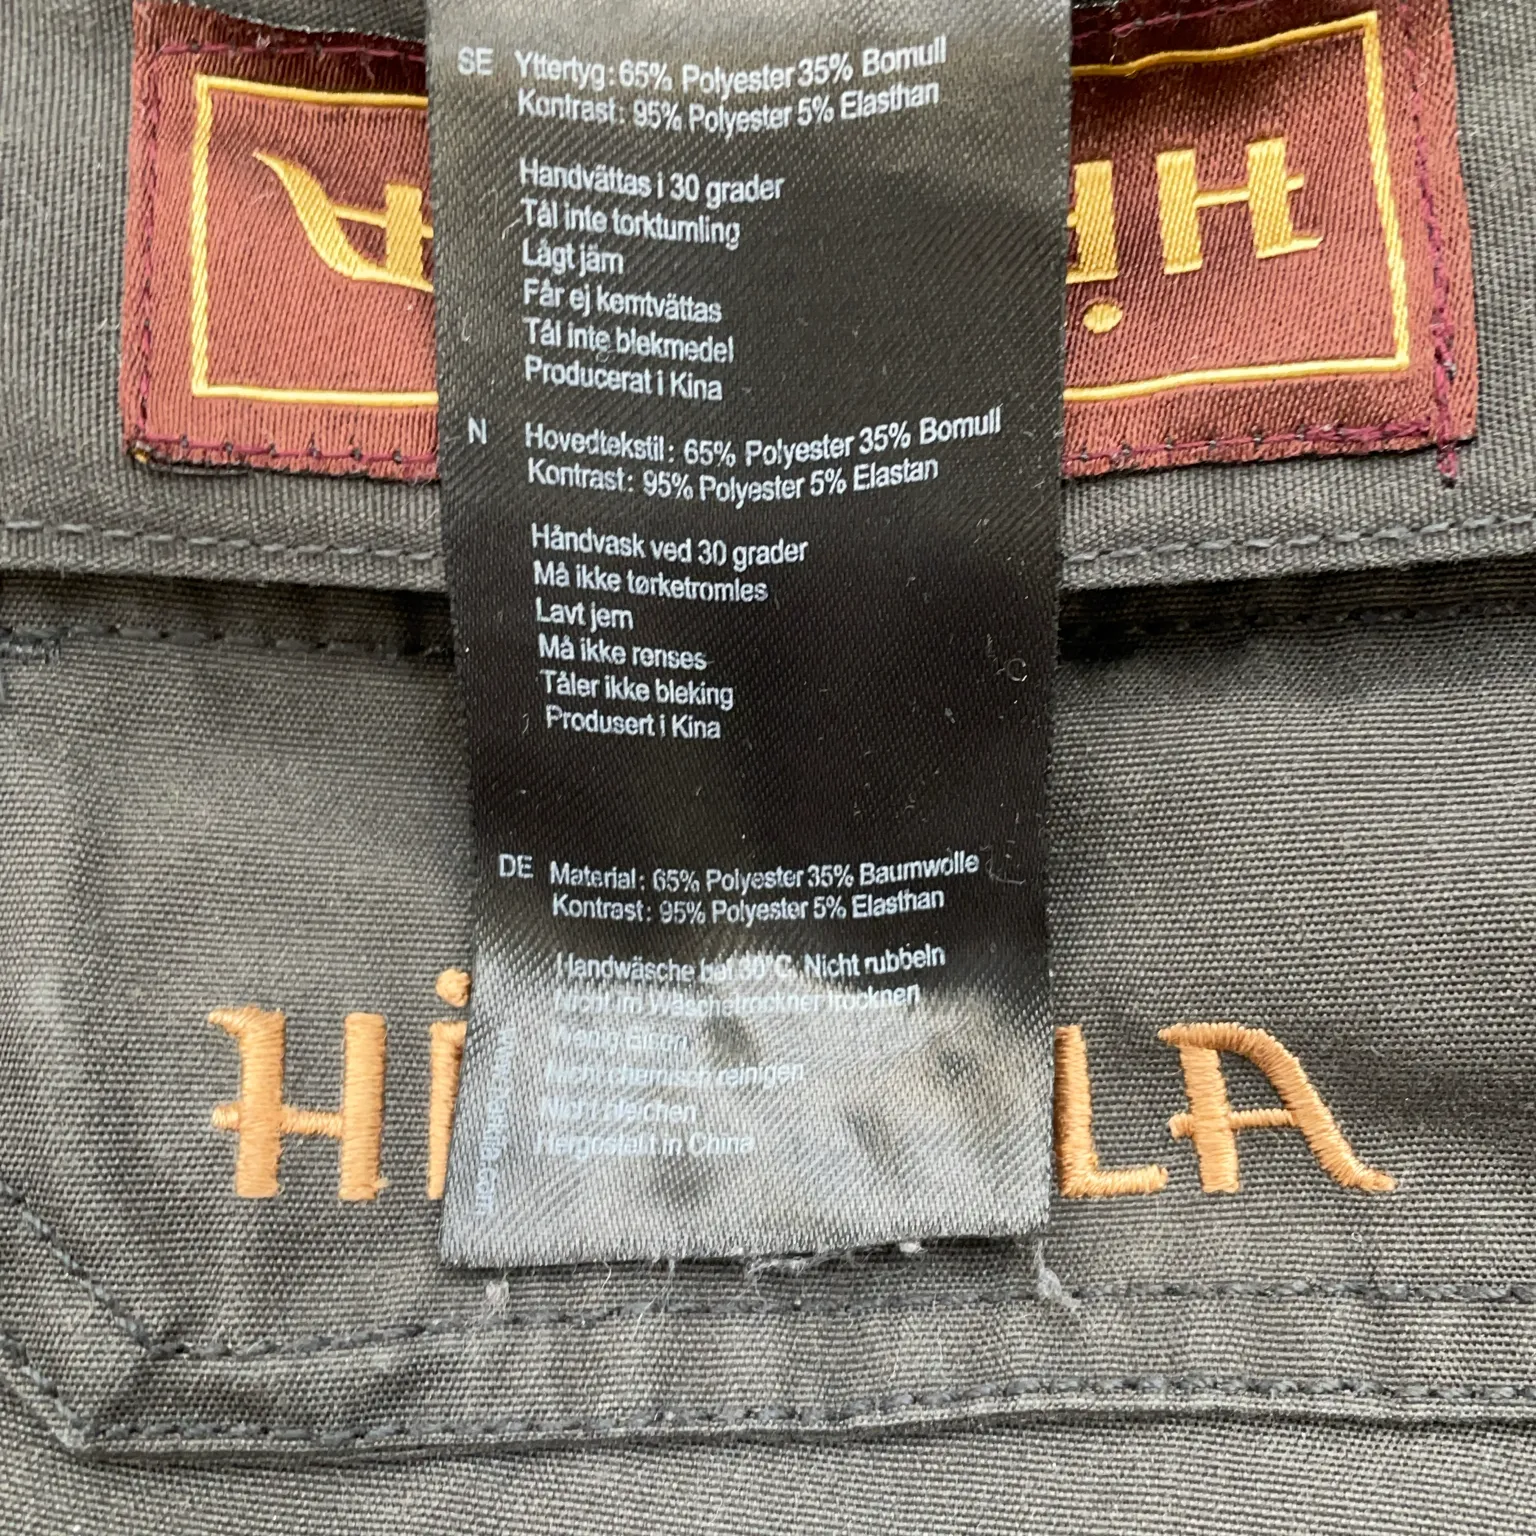 SE Yttertyg: 65% Polyester 35% Bomull
Kontrast: 95% Polyester 5% Elasthan
Handvättas i 30 grader
Tål inte torktumling
Lågt järn
Får ej kemtvättas
Tål inte blekmedel
Producerat i Kina
N Hovedtekstil: 65% Polyester 35% Bomull
Kontrast: 95% Polyester 5% Elastan
Håndvask ved 30 grader
Må ikke tørketromles
Lavt jern
Må ikke renses
Tåler ikke bleking
Produsert i Kina
DE Material: 65% Polyester 35% Baumwolle
Kontrast: 95% Polyester 5% Elasthan
Handwäsche bei 30°C, Nicht rubbeln
Nicht im Wäschetrockner trocknen
Nicht chemisch reinigen
Nicht bleichen
Hergestellt in China
Hi LA